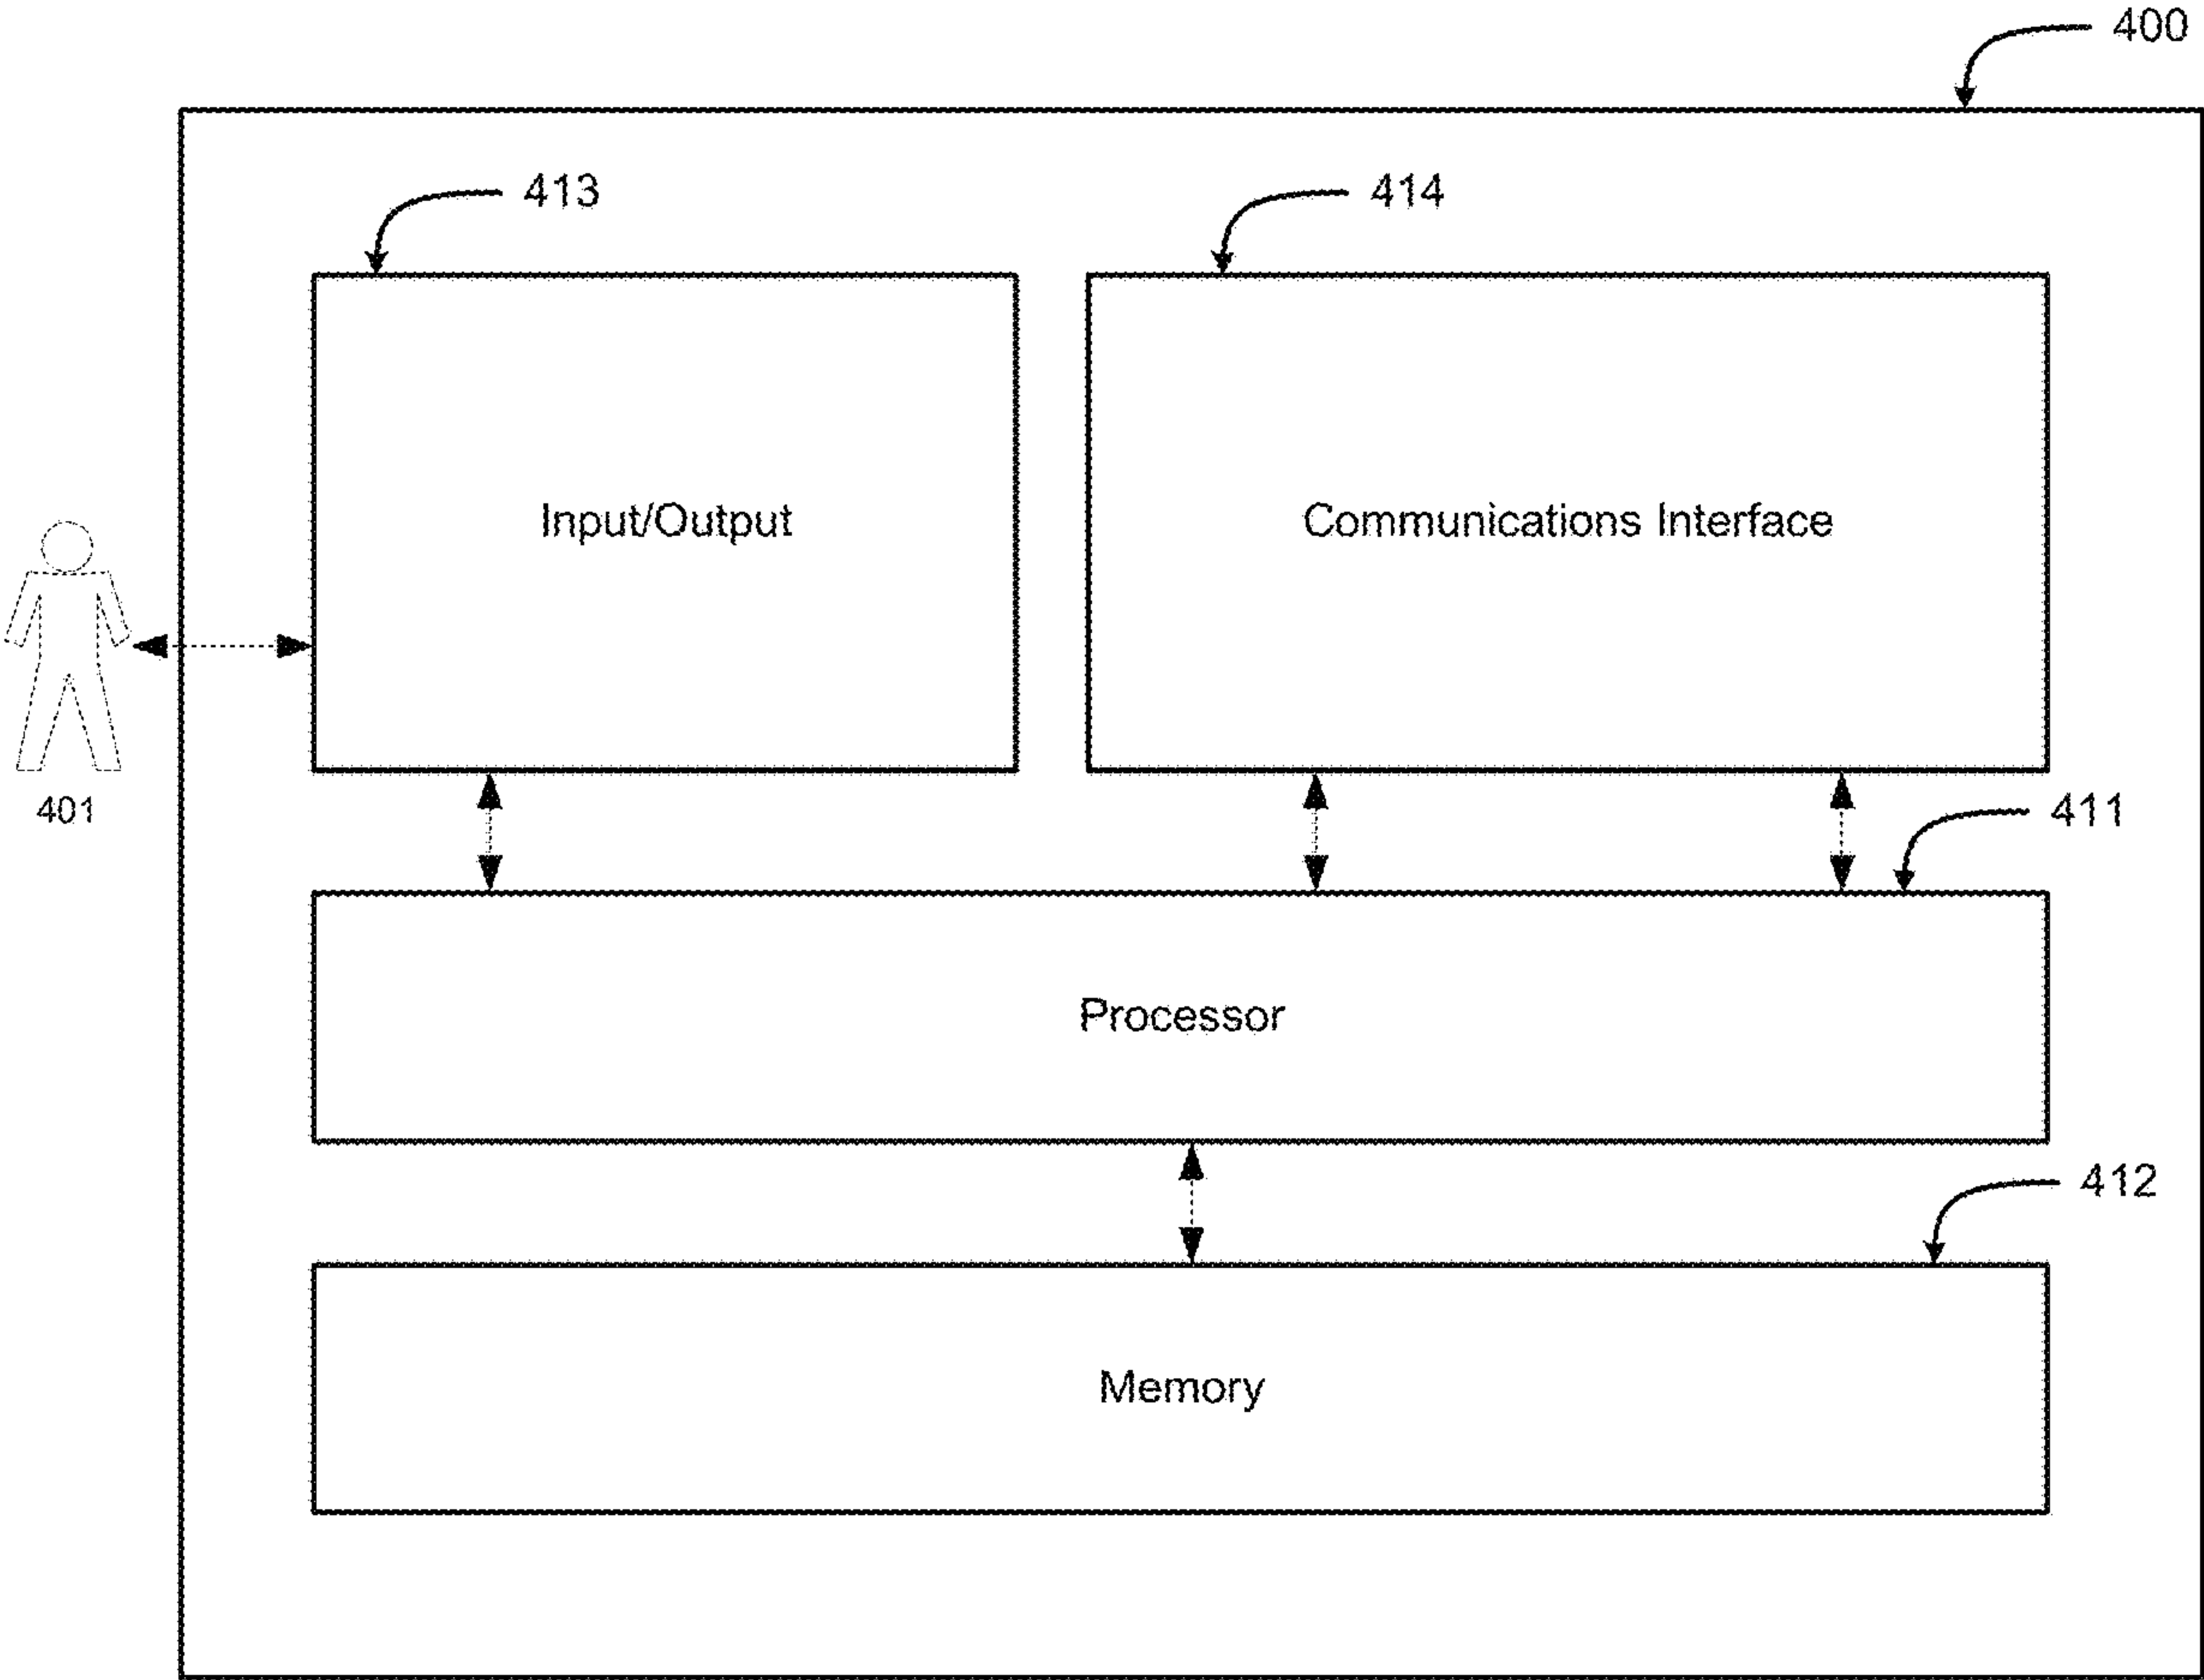 400
413
414
Input/Output
Communications Interface
401
411
Processor
412
Memory